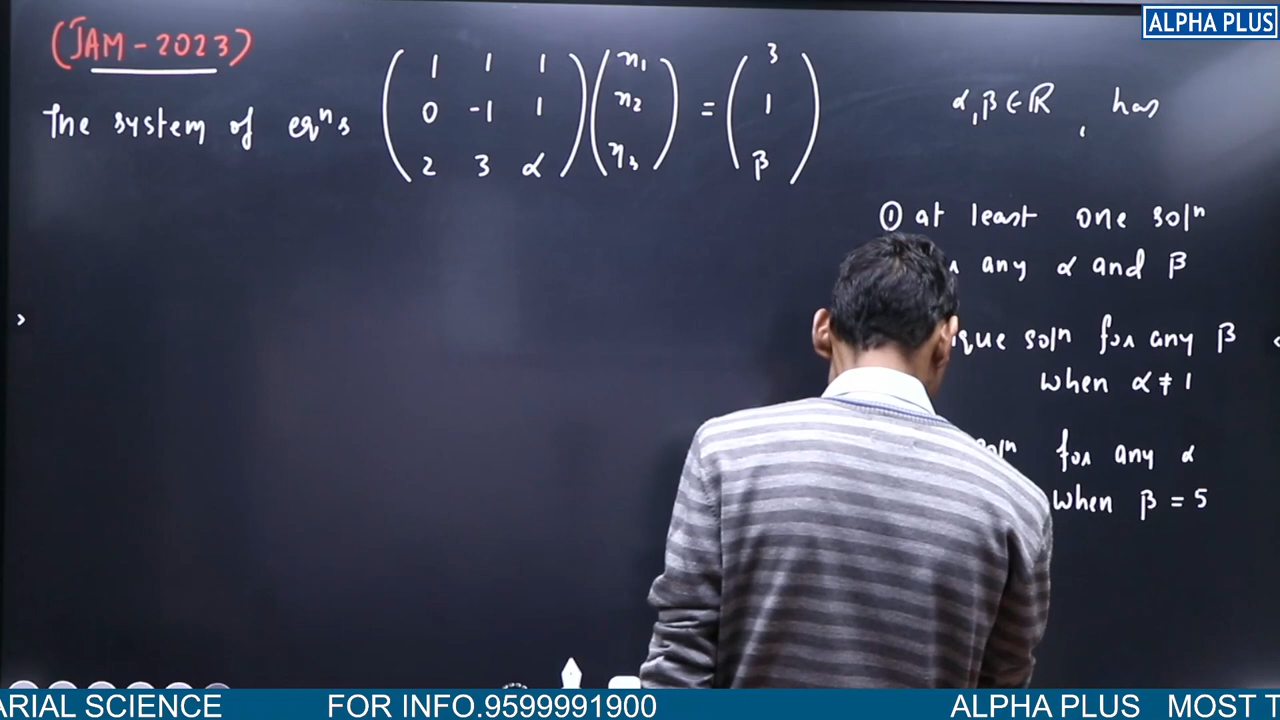 ALPHA PLUS
(JAM - 2023)
The system of eqⁿs ( 1 1 1 ) ( x₁ ) = ( 3 ) α, β ∈ ℝ , has
( 0 -1 1 ) ( x₂ ) ( 1 )
( 2 3 α ) ( x₃ ) ( β )
① at least one solⁿ
any α and β
solⁿ for any β
when α ≠ 1
solⁿ for any α
when β = 5
ARIAL SCIENCE FOR INFO.9599991900 ALPHA PLUS MOST T